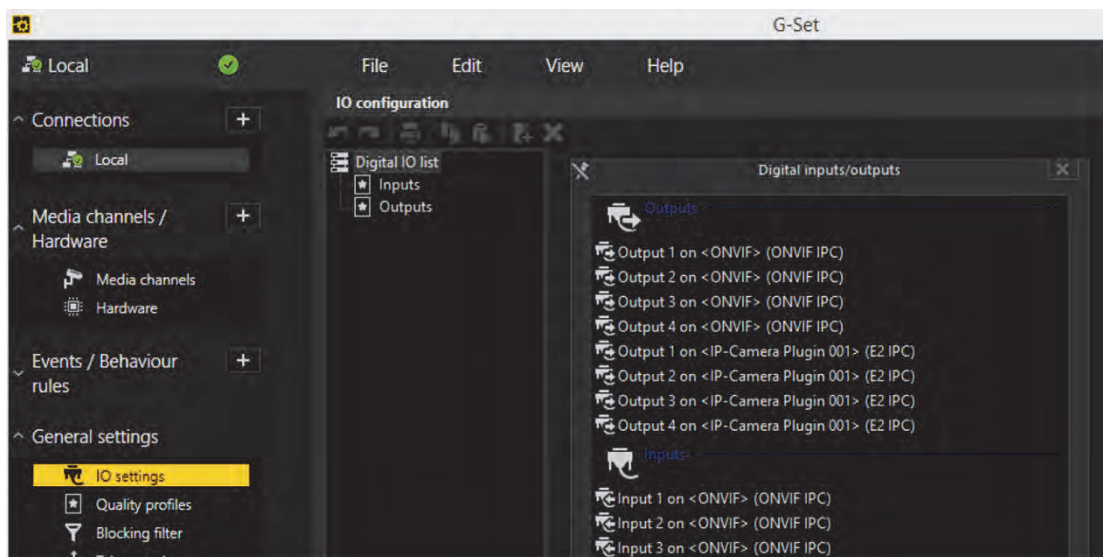 G-Set
Local
File Edit View Help
Connections
Local
Media channels /
Hardware
Media channels
Hardware
Events / Behaviour
rules
General settings
IO settings
Quality profiles
Blocking filter
IO configuration
Digital IO list
Inputs
Outputs
Digital inputs/outputs
Outputs
Output 1 on <ONVIF> (ONVIF IPC)
Output 2 on <ONVIF> (ONVIF IPC)
Output 3 on <ONVIF> (ONVIF IPC)
Output 4 on <ONVIF> (ONVIF IPC)
Output 1 on <IP-Camera Plugin 001> (E2 IPC)
Output 2 on <IP-Camera Plugin 001> (E2 IPC)
Output 3 on <IP-Camera Plugin 001> (E2 IPC)
Output 4 on <IP-Camera Plugin 001> (E2 IPC)
Inputs
Input 1 on <ONVIF> (ONVIF IPC)
Input 2 on <ONVIF> (ONVIF IPC)
Input 3 on <ONVIF> (ONVIF IPC)